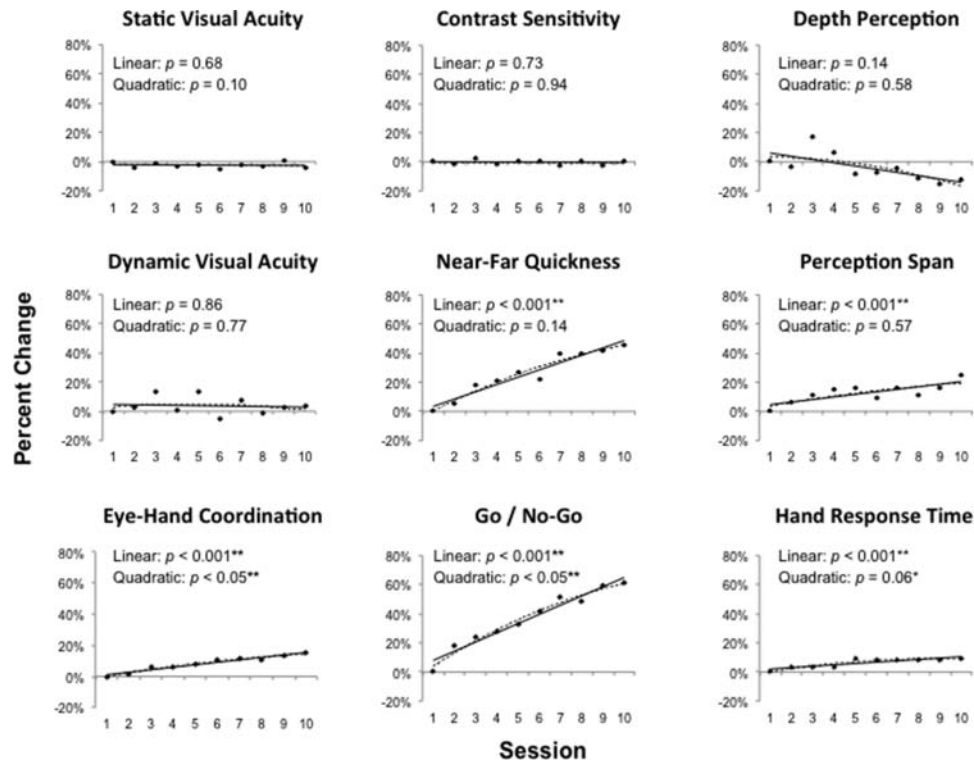 Static Visual Acuity
Linear: p = 0.68
Quadratic: p = 0.10
80%
60%
40%
20%
0%
-20%
1 2 3 4 5 6 7 8 9 10
Contrast Sensitivity
Linear: p = 0.73
Quadratic: p = 0.94
80%
60%
40%
20%
0%
-20%
1 2 3 4 5 6 7 8 9 10
Depth Perception
Linear: p = 0.14
Quadratic: p = 0.58
80%
60%
40%
20%
0%
-20%
1 2 3 4 5 6 7 8 9 10
Percent Change
Dynamic Visual Acuity
Linear: p = 0.86
Quadratic: p = 0.77
80%
60%
40%
20%
0%
-20%
1 2 3 4 5 6 7 8 9 10
Near-Far Quickness
Linear: p < 0.001**
Quadratic: p = 0.14
80%
60%
40%
20%
0%
-20%
1 2 3 4 5 6 7 8 9 10
Perception Span
Linear: p < 0.001**
Quadratic: p = 0.57
80%
60%
40%
20%
0%
-20%
1 2 3 4 5 6 7 8 9 10
Eye-Hand Coordination
Linear: p < 0.001**
Quadratic: p < 0.05**
80%
60%
40%
20%
0%
-20%
1 2 3 4 5 6 7 8 9 10
Go / No-Go
Linear: p < 0.001**
Quadratic: p < 0.05**
80%
60%
40%
20%
0%
-20%
1 2 3 4 5 6 7 8 9 10
Hand Response Time
Linear: p < 0.001**
Quadratic: p = 0.06*
80%
60%
40%
20%
0%
-20%
1 2 3 4 5 6 7 8 9 10
Session